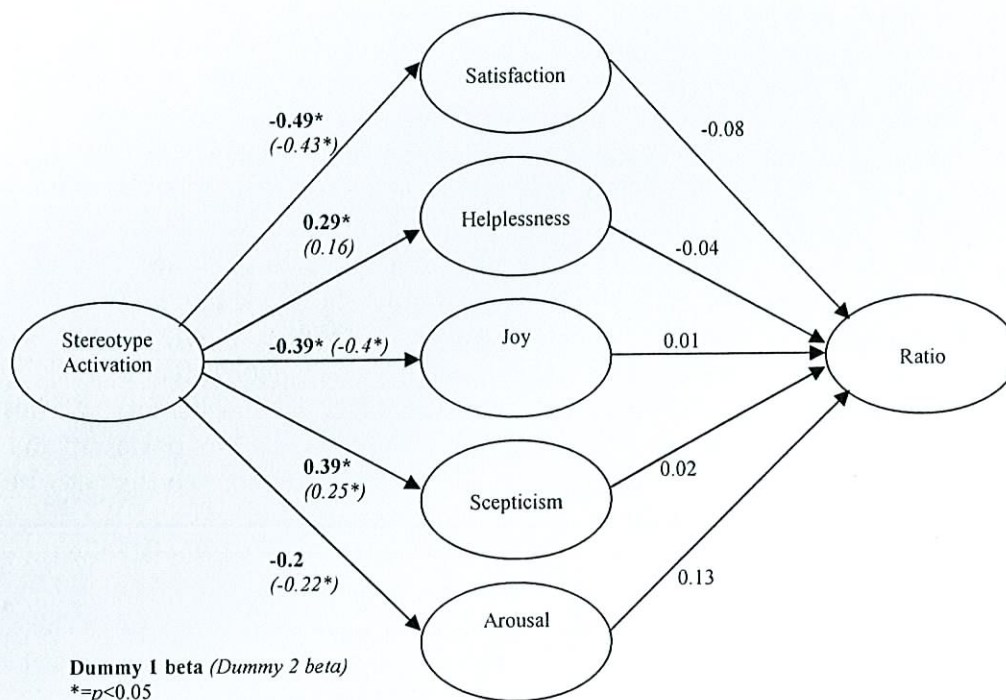 Satisfaction
-0.49*
(-0.43*)
-0.08
Helplessness
0.29*
(0.16)
-0.04
Stereotype
Activation
-0.39* (-0.4*)
Joy
0.01
Ratio
0.39*
(0.25*)
Scepticism
0.02
-0.2
(-0.22*)
Arousal
0.13
Dummy 1 beta (Dummy 2 beta)
*=p<0.05